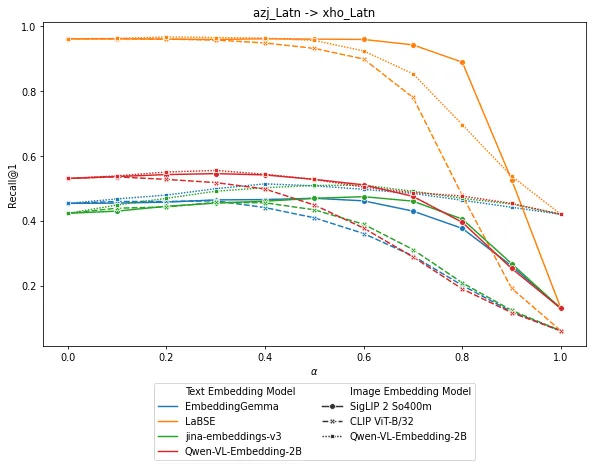 azj_Latn -> xho_Latn
Recall@1
1.0
0.8
0.6
0.4
0.2
0.0 0.2 0.4 0.6 0.8 1.0
α
Text Embedding Model Image Embedding Model
EmbeddingGemma SigLIP 2 So400m
LaBSE CLIP ViT-B/32
jina-embeddings-v3 Qwen-VL-Embedding-2B
Qwen-VL-Embedding-2B